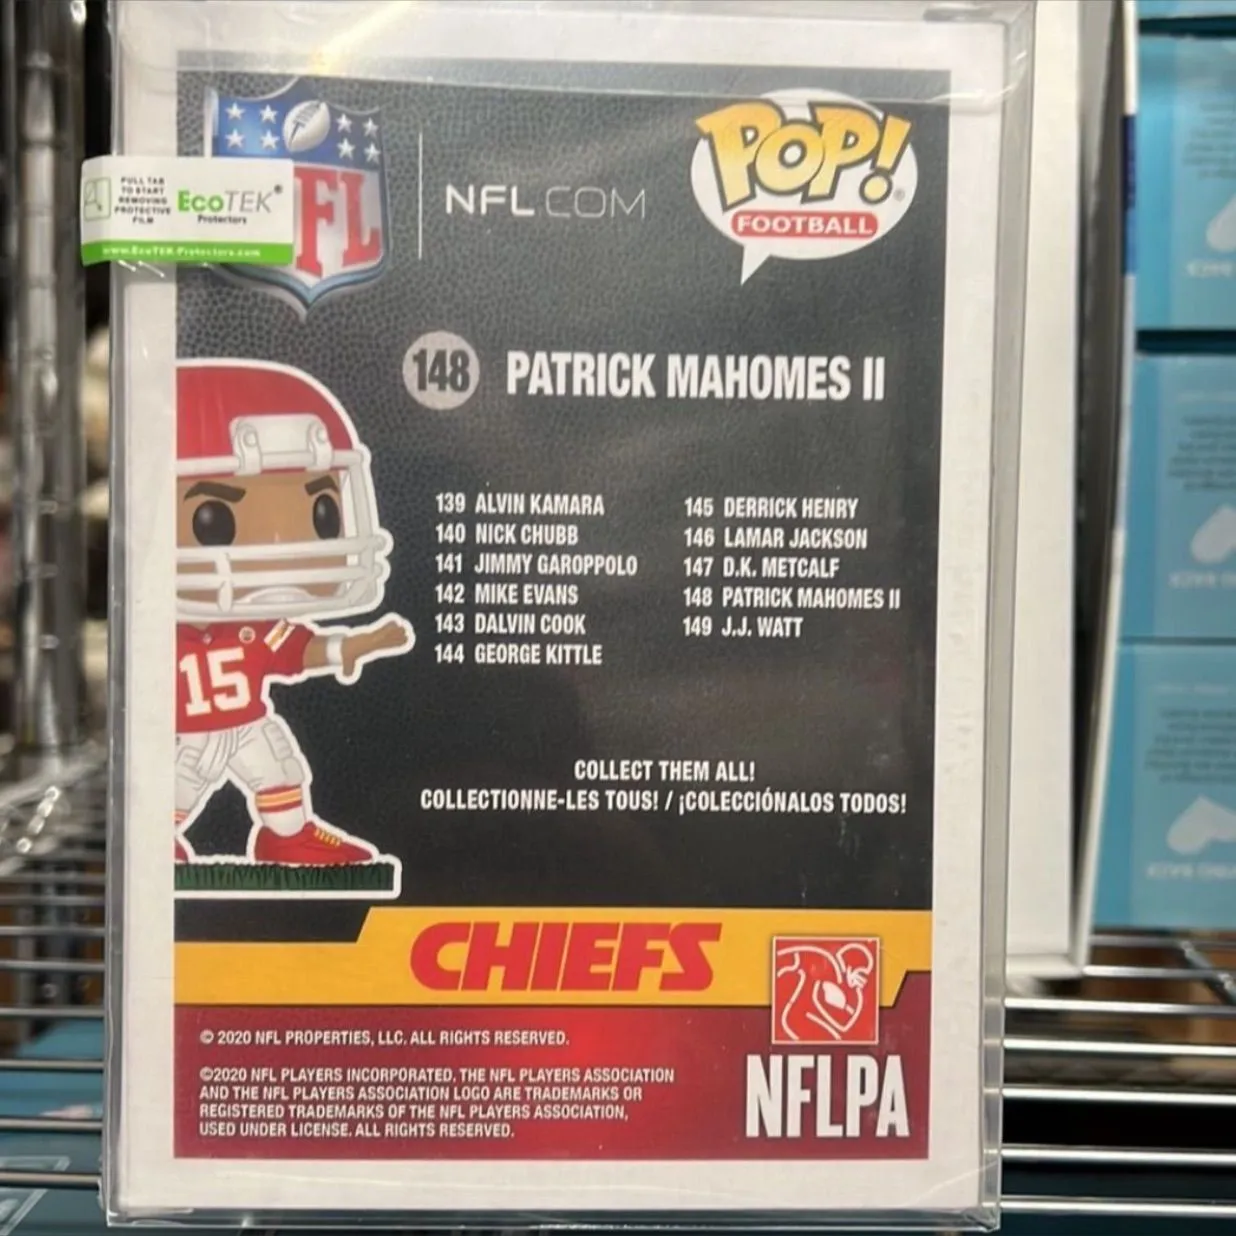 NFL.COM
POP!
FOOTBALL
PULL TAB
TO START
REMOVING
PROTECTIVE
FILM
EcoTEK®
Protectors
www.EcoTEK-Protectors.com
FL
148 PATRICK MAHOMES II
139 ALVIN KAMARA
140 NICK CHUBB
141 JIMMY GAROPPOLO
142 MIKE EVANS
143 DALVIN COOK
144 GEORGE KITTLE
145 DERRICK HENRY
146 LAMAR JACKSON
147 D.K. METCALF
148 PATRICK MAHOMES II
149 J.J. WATT
15
COLLECT THEM ALL!
COLLECTIONNE-LES TOUS! / ¡COLECCIÓNALOS TODOS!
CHIEFS
© 2020 NFL PROPERTIES, LLC. ALL RIGHTS RESERVED.
©2020 NFL PLAYERS INCORPORATED. THE NFL PLAYERS ASSOCIATION
AND THE NFL PLAYERS ASSOCIATION LOGO ARE TRADEMARKS OR
REGISTERED TRADEMARKS OF THE NFL PLAYERS ASSOCIATION,
USED UNDER LICENSE. ALL RIGHTS RESERVED.
NFLPA